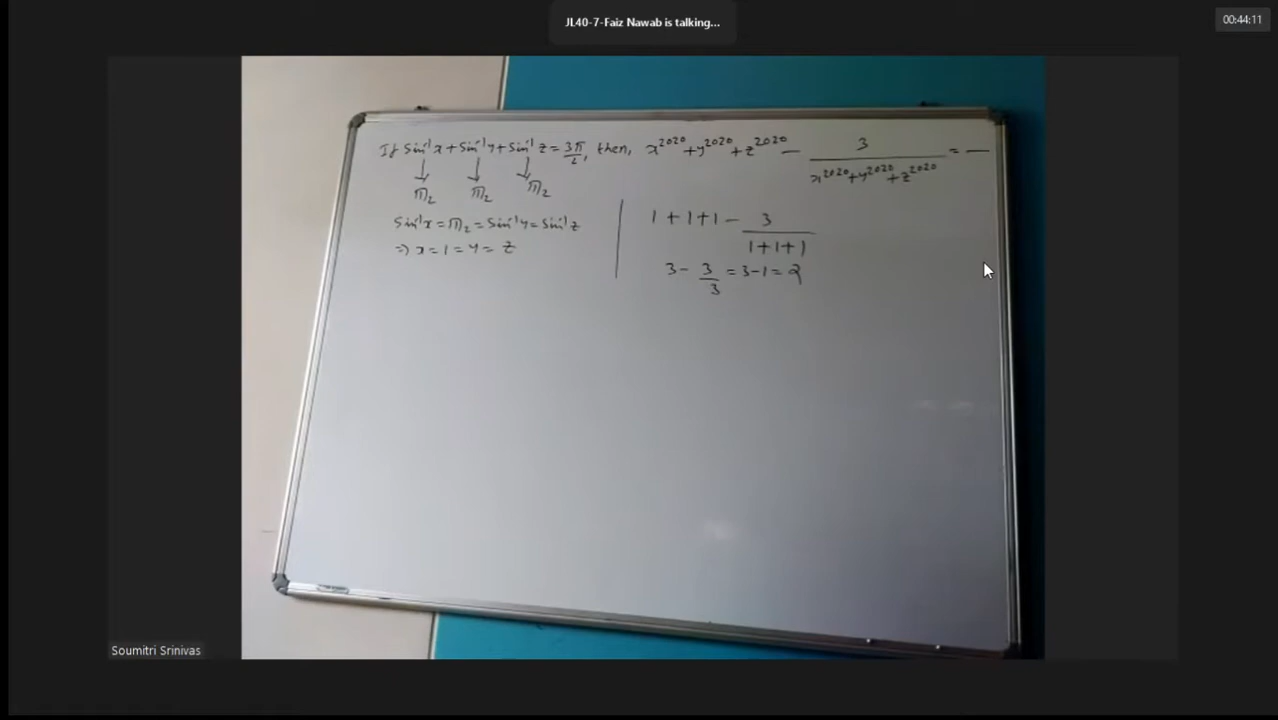 JL40-7-Faiz Nawab is talking...
00:44:11
If Sin⁻¹x + Sin⁻¹y + Sin⁻¹z = 3π/2, then, x²⁰²⁰ + y²⁰²⁰ + z²⁰²⁰ - 3/(x²⁰²⁰ + y²⁰²⁰ + z²⁰²⁰) = —
↓ ↓ ↓
π/2 π/2 π/2
Sin⁻¹x = π/2 = Sin⁻¹y = Sin⁻¹z
⇒ x = 1 = y = z
1 + 1 + 1 - 3/(1 + 1 + 1)
3 - 3/3 = 3 - 1 = 2
Soumitri Srinivas